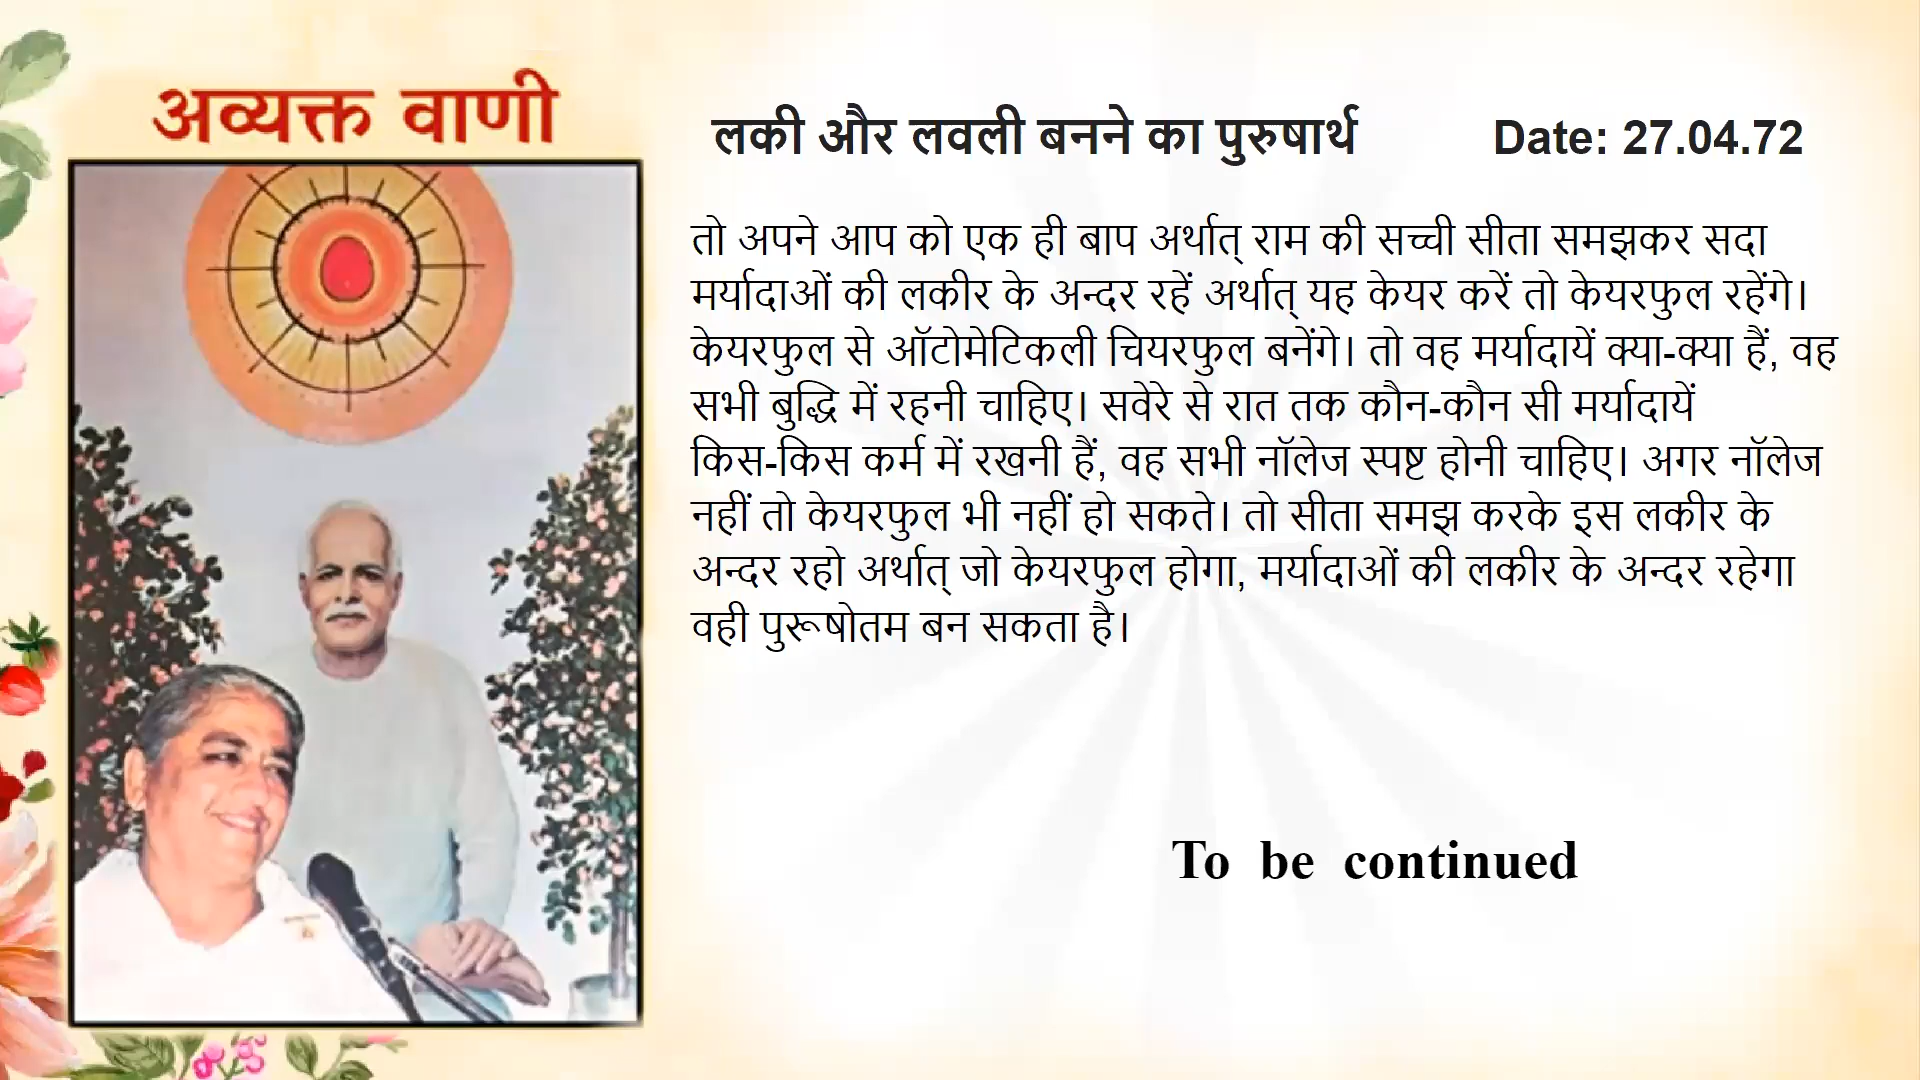 अव्यक्त वाणी
लकी और लवली बनने का पुरुषार्थ Date: 27.04.72
तो अपने आप को एक ही बाप अर्थात् राम की सच्ची सीता समझकर सदा
मर्यादाओं की लकीर के अन्दर रहें अर्थात् यह केयर करें तो केयरफुल रहेंगे।
केयरफुल से ऑटोमेटिकली चियरफुल बनेंगे। तो वह मर्यादायें क्या-क्या हैं, वह
सभी बुद्धि में रहनी चाहिए। सवेरे से रात तक कौन-कौन सी मर्यादायें
किस-किस कर्म में रखनी हैं, वह सभी नॉलेज स्पष्ट होनी चाहिए। अगर नॉलेज
नहीं तो केयरफुल भी नहीं हो सकते। तो सीता समझ करके इस लकीर के
अन्दर रहो अर्थात् जो केयरफुल होगा, मर्यादाओं की लकीर के अन्दर रहेगा
वही पुरूषोतम बन सकता है।
To be continued